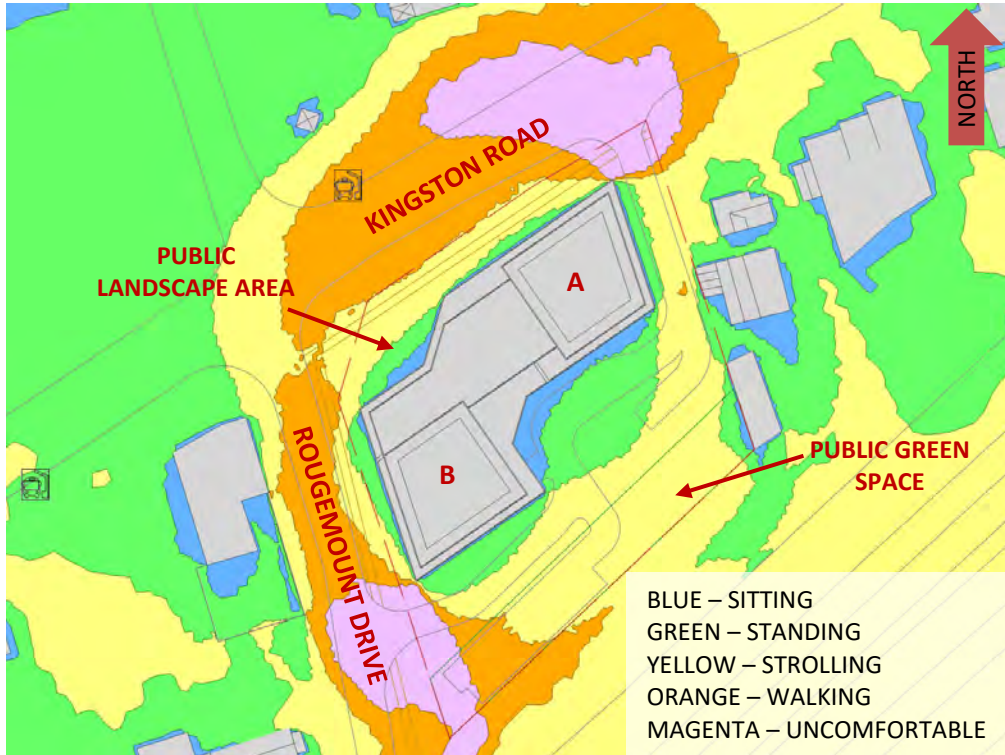 NORTH
KINGSTON ROAD
PUBLIC
LANDSCAPE AREA
A
B
ROUGEMOUNT DRIVE
PUBLIC GREEN
SPACE
BLUE – SITTING
GREEN – STANDING
YELLOW – STROLLING
ORANGE – WALKING
MAGENTA – UNCOMFORTABLE